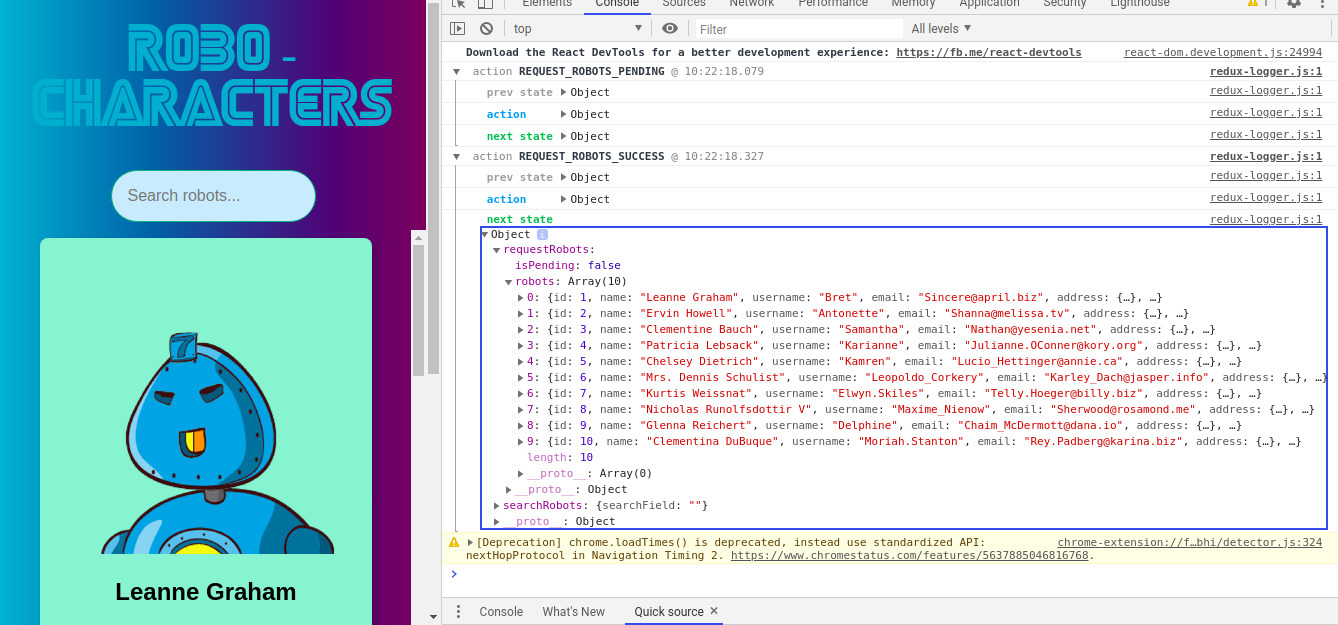 ROBO -
CHARACTERS
Search robots...
7
Leanne Graham
Elements Console Sources Network Performance Memory Application Security Lighthouse 1
top Filter All levels
Download the React DevTools for a better development experience: https://fb.me/react-devtools react-dom.development.js:24994
action REQUEST_ROBOTS_PENDING @ 10:22:18.079 redux-logger.js:1
prev state Object redux-logger.js:1
action Object redux-logger.js:1
next state Object redux-logger.js:1
action REQUEST_ROBOTS_SUCCESS @ 10:22:18.327 redux-logger.js:1
prev state Object redux-logger.js:1
action Object redux-logger.js:1
next state redux-logger.js:1
Object i
requestRobots:
isPending: false
robots: Array(10)
0: {id: 1, name: "Leanne Graham", username: "Bret", email: "Sincere@april.biz", address: {…}, …}
1: {id: 2, name: "Ervin Howell", username: "Antonette", email: "Shanna@melissa.tv", address: {…}, …}
2: {id: 3, name: "Clementine Bauch", username: "Samantha", email: "Nathan@yesenia.net", address: {…}, …}
3: {id: 4, name: "Patricia Lebsack", username: "Karianne", email: "Julianne.OConner@kory.org", address: {…}, …}
4: {id: 5, name: "Chelsey Dietrich", username: "Kamren", email: "Lucio_Hettinger@annie.ca", address: {…}, …}
5: {id: 6, name: "Mrs. Dennis Schulist", username: "Leopoldo_Corkery", email: "Karley_Dach@jasper.info", address: {…}, …}
6: {id: 7, name: "Kurtis Weissnat", username: "Elwyn.Skiles", email: "Telly.Hoeger@billy.biz", address: {…}, …}
7: {id: 8, name: "Nicholas Runolfsdottir V", username: "Maxime_Nienow", email: "Sherwood@rosamond.me", address: {…}, …}
8: {id: 9, name: "Glenna Reichert", username: "Delphine", email: "Chaim_McDermott@dana.io", address: {…}, …}
9: {id: 10, name: "Clementina DuBuque", username: "Moriah.Stanton", email: "Rey.Padberg@karina.biz", address: {…}, …}
length: 10
__proto__: Array(0)
__proto__: Object
searchRobots: {searchField: ""}
__proto__: Object
[Deprecation] chrome.loadTimes() is deprecated, instead use standardized API: chrome-extension://f…bhi/detector.js:324
nextHopProtocol in Navigation Timing 2. https://www.chromestatus.com/features/5637885046816768.
Console What's New Quick source